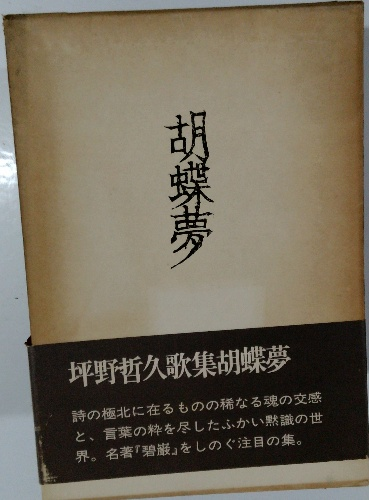 胡蝶夢
坪野哲久歌集胡蝶夢
詩の極北に在るものの稀なる魂の交感
と、言葉の粋を尽したふかい黙識の世
界。名著『碧巌』をしのぐ注目の集。